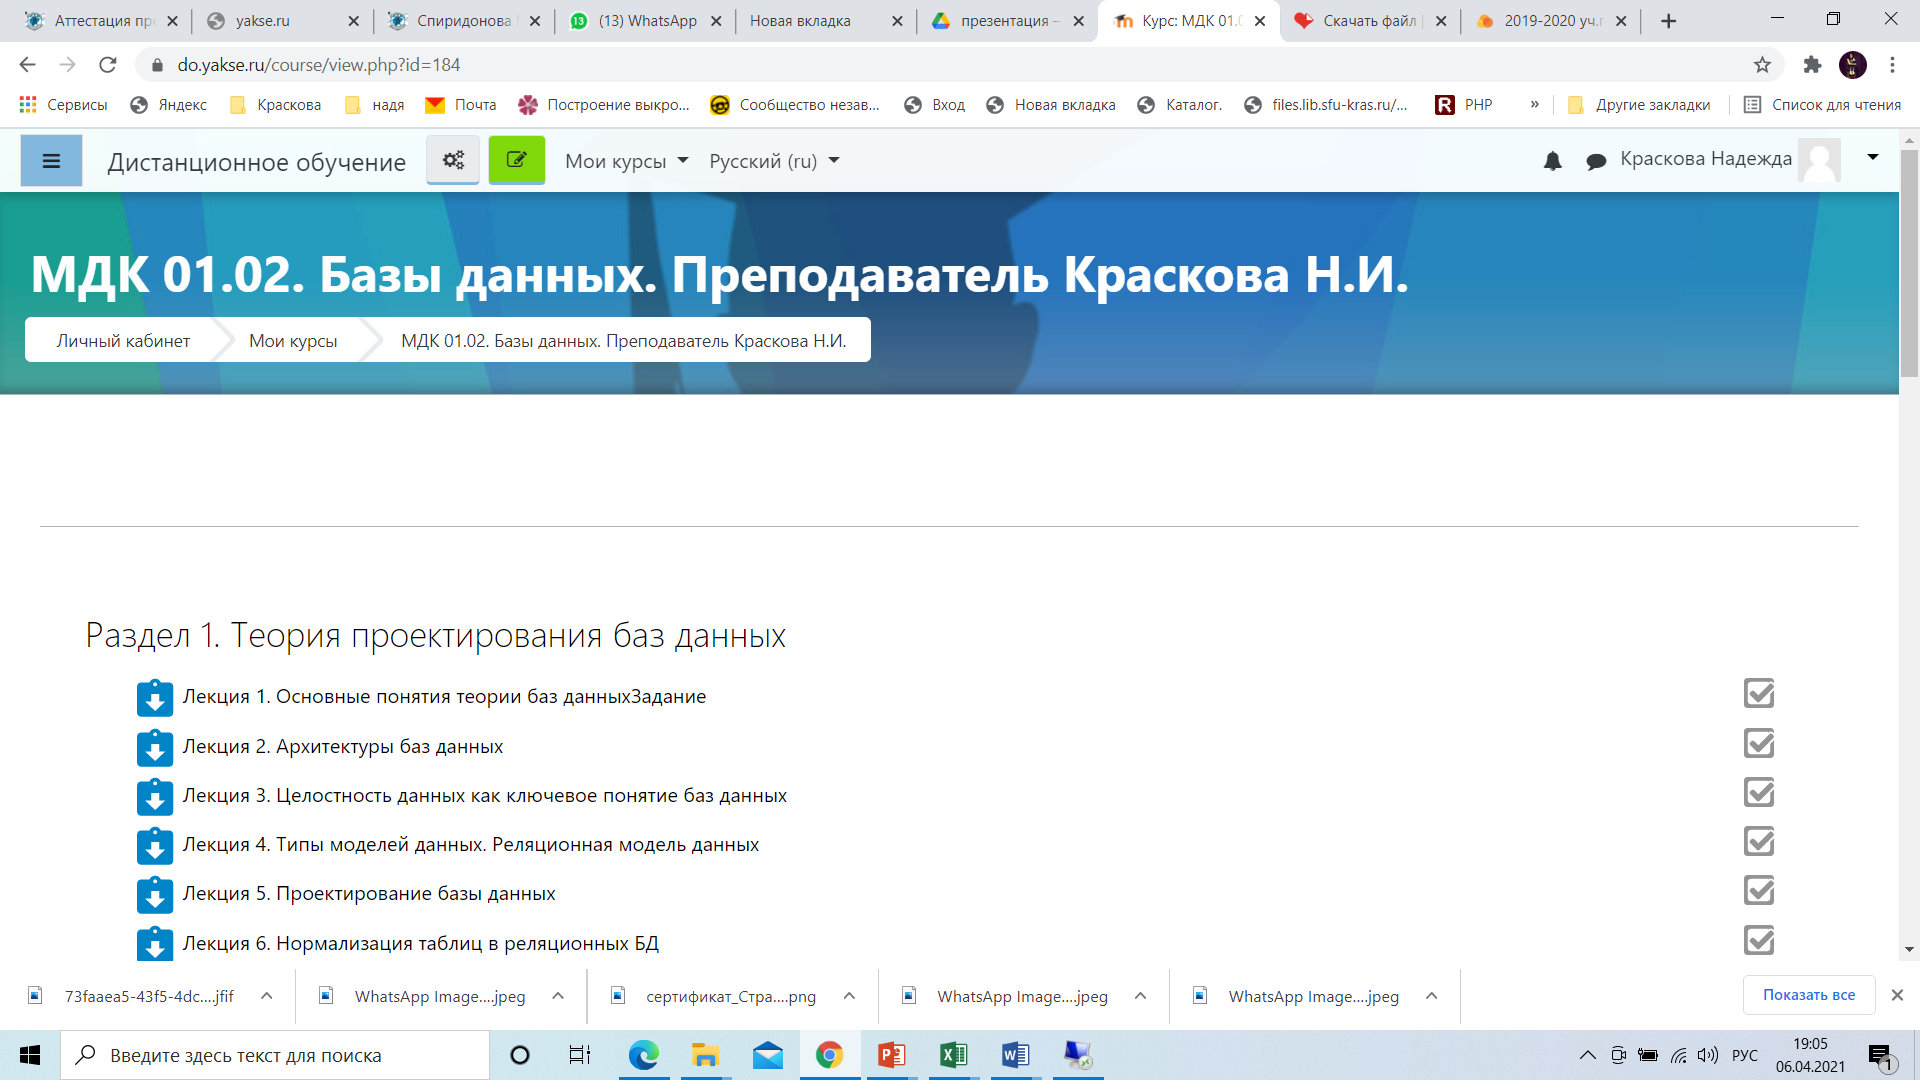 Аттестация пре
yakse.ru
Спиридонова
(13) WhatsApp
Новая вкладка
презентация –
Курс: МДК 01.0
Скачать файл
2019-2020 уч.г
do.yakse.ru/course/view.php?id=184
Сервисы
Яндекс
Краскова
надя
Почта
Построение выкро...
Сообщество незав...
Вход
Новая вкладка
Каталог.
files.lib.sfu-kras.ru/...
PHP
»
Другие закладки
Список для чтения
Дистанционное обучение
Мои курсы
Русский (ru)
Краскова Надежда
МДК 01.02. Базы данных. Преподаватель Краскова Н.И.
Личный кабинет
Мои курсы
МДК 01.02. Базы данных. Преподаватель Краскова Н.И.
Раздел 1. Теория проектирования баз данных
Лекция 1. Основные понятия теории баз данныхЗадание
Лекция 2. Архитектуры баз данных
Лекция 3. Целостность данных как ключевое понятие баз данных
Лекция 4. Типы моделей данных. Реляционная модель данных
Лекция 5. Проектирование базы данных
Лекция 6. Нормализация таблиц в реляционных БД
73faaea5-43f5-4dc....jfif
WhatsApp Image....jpeg
сертификат_Стра....png
WhatsApp Image....jpeg
WhatsApp Image....jpeg
Показать все
Введите здесь текст для поиска
РУС
19:05
06.04.2021
1